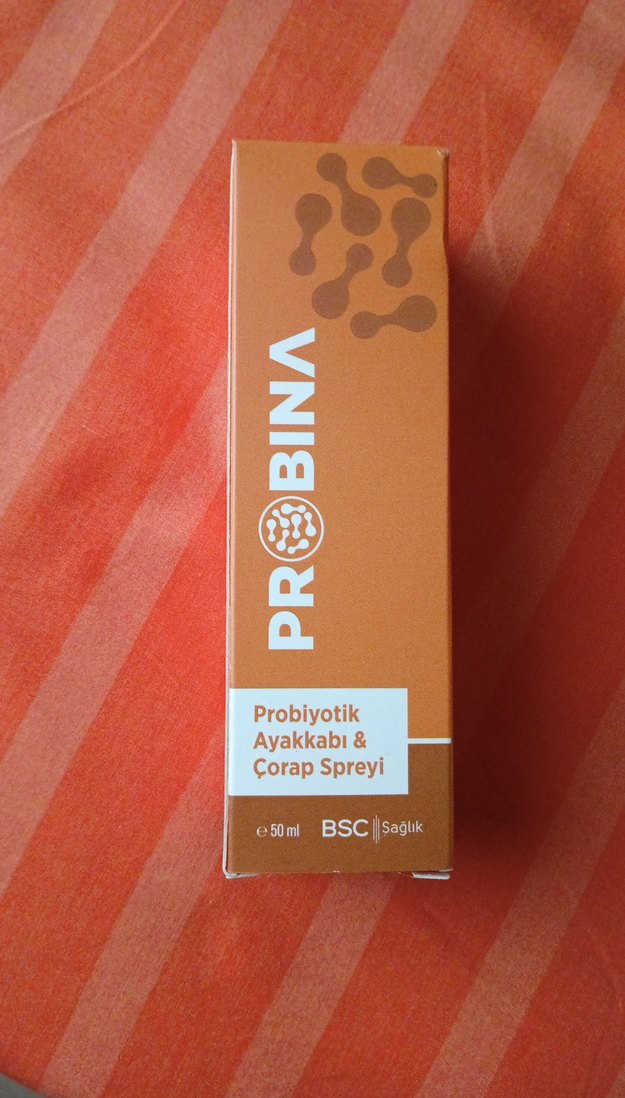 PROBINA
Probiyotik
Ayakkabı &
Çorap Spreyi
℮ 50 ml
BSC Sağlık